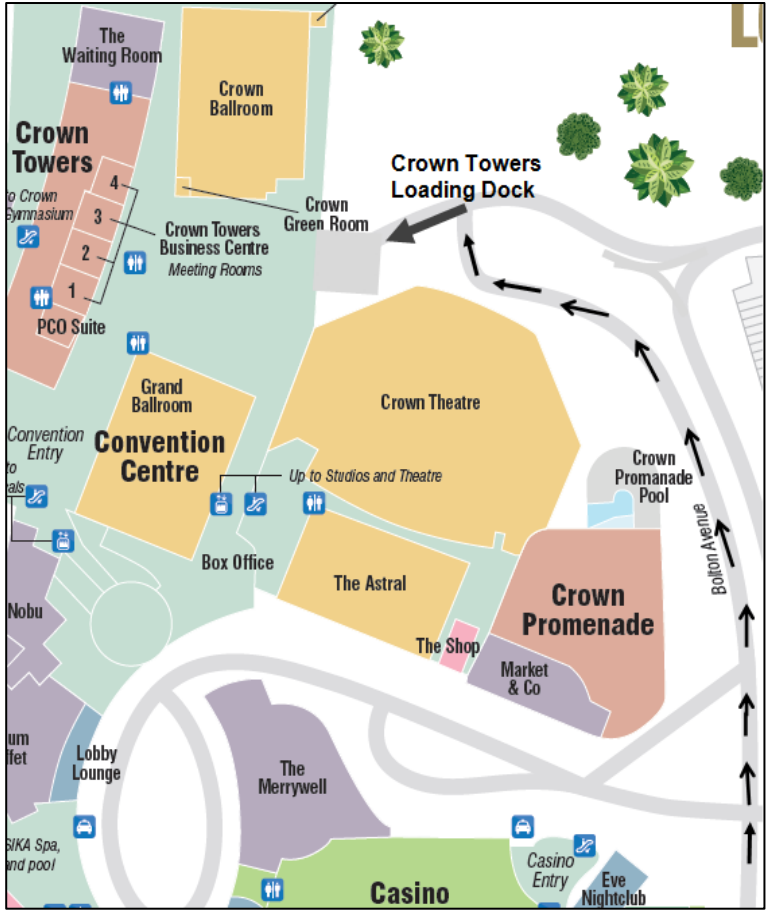 The
Waiting Room
Crown
Ballroom
Crown
Towers
to Crown
Gymnasium
4
3
2
1
PCO Suite
Crown Towers
Business Centre
Meeting Rooms
Crown
Green Room
Crown Towers
Loading Dock
Grand
Ballroom
Convention
Centre
Convention
Entry
to
Crown Theatre
Up to Studios and Theatre
Box Office
The Astral
The Shop
Crown
Promanade
Pool
Bolton Avenue
Crown
Promenade
Market
& Co
Nobu
Lobby
Lounge
The
Merrywell
and pool
Casino
Casino
Entry
Eve
Nightclub